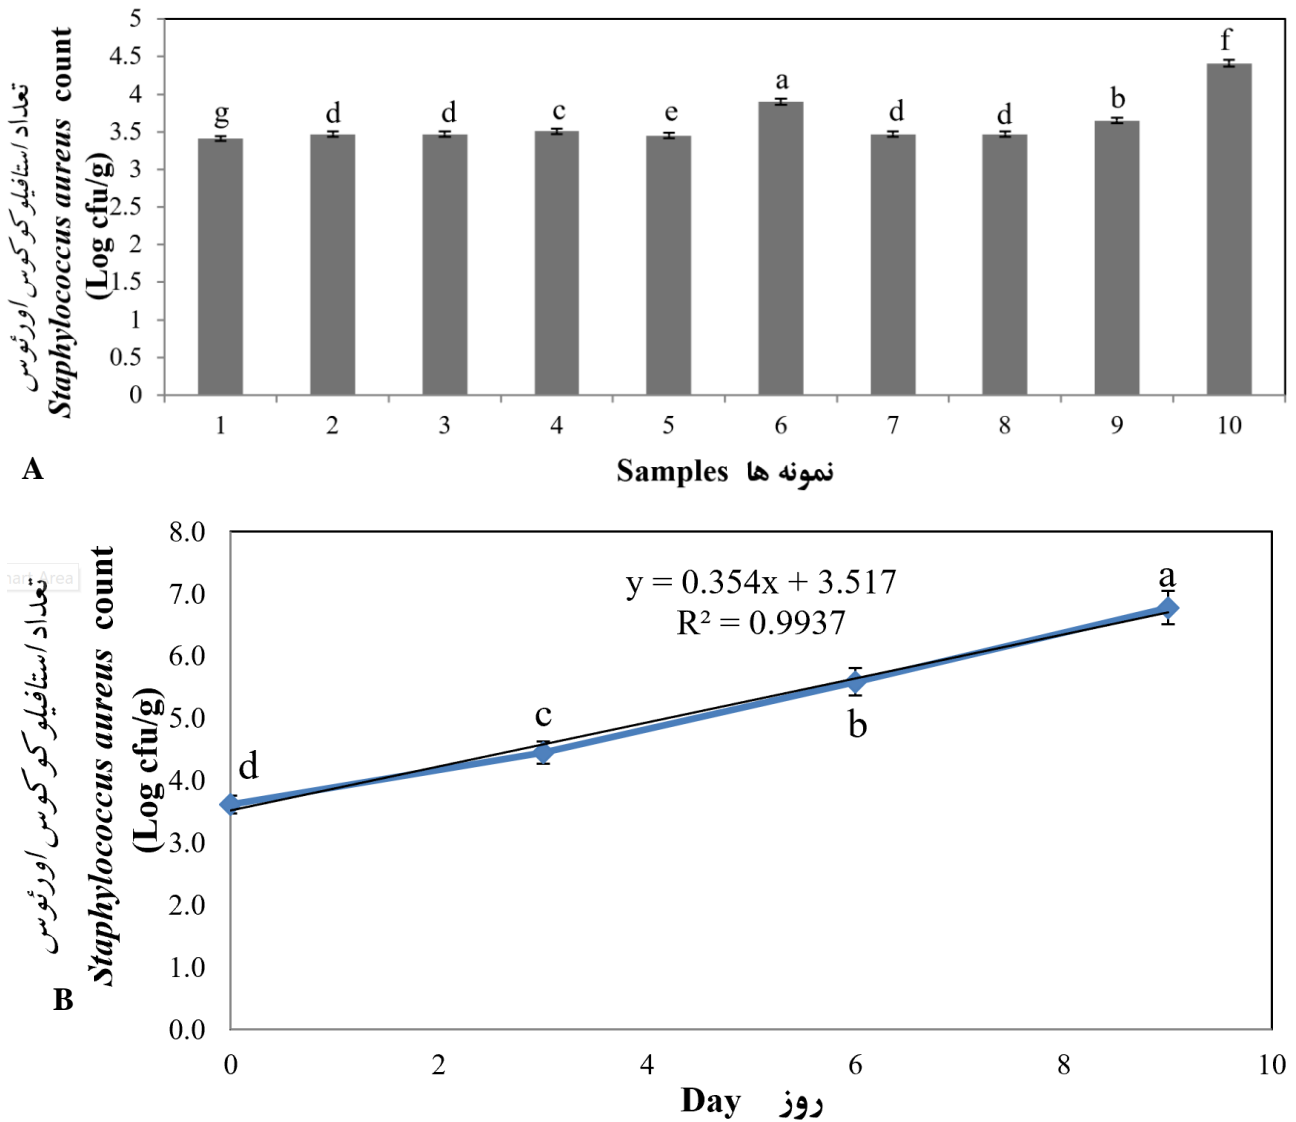 تعداد استافیلوکوکوس اورئوس
Staphylococcus aureus count
(Log cfu/g)
5
4.5
4
3.5
3
2.5
2
1.5
1
0.5
0
g
d
d
c
e
a
d
d
b
f
1 2 3 4 5 6 7 8 9 10
Samples نمونه ها
A
تعداد استافیلوکوکوس اورئوس
Staphylococcus aureus count
(Log cfu/g)
8.0
7.0
6.0
5.0
4.0
3.0
2.0
1.0
0.0
y = 0.354x + 3.517
R² = 0.9937
d
c
b
a
0 2 4 6 8 10
Day روز
B
Area